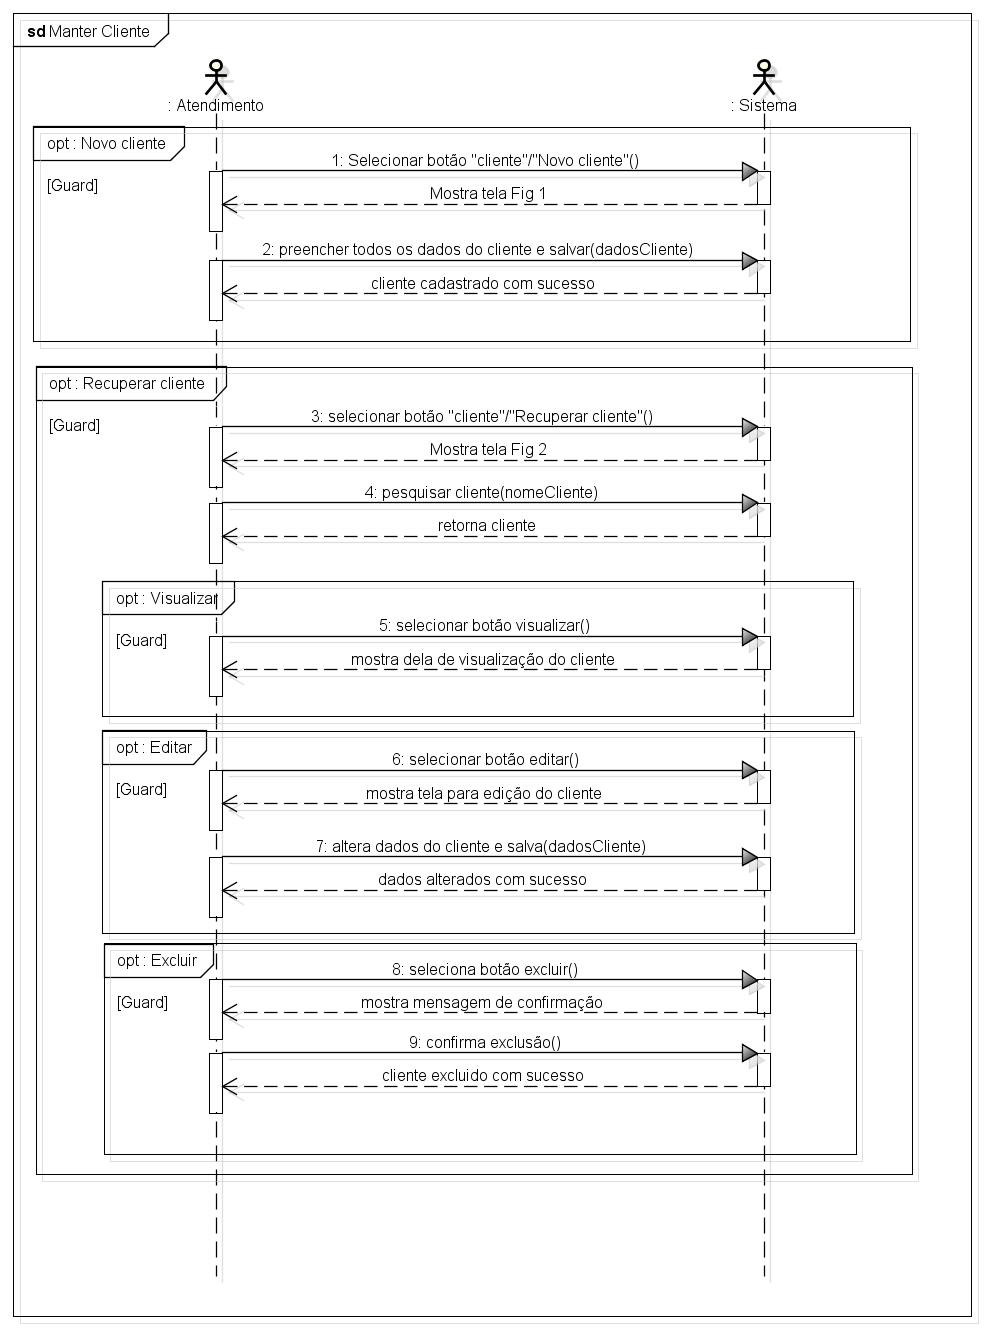 sd Manter Cliente
: Atendimento
: Sistema
opt : Novo cliente
[Guard]
1: Selecionar botão "cliente"/"Novo cliente"()
Mostra tela Fig 1
2: preencher todos os dados do cliente e salvar(dadosCliente)
cliente cadastrado com sucesso
opt : Recuperar cliente
[Guard]
3: selecionar botão "cliente"/"Recuperar cliente"()
Mostra tela Fig 2
4: pesquisar cliente(nomeCliente)
retorna cliente
opt : Visualizar
[Guard]
5: selecionar botão visualizar()
mostra dela de visualização do cliente
opt : Editar
[Guard]
6: selecionar botão editar()
mostra tela para edição do cliente
7: altera dados do cliente e salva(dadosCliente)
dados alterados com sucesso
opt : Excluir
[Guard]
8: seleciona botão excluir()
mostra mensagem de confirmação
9: confirma exclusão()
cliente excluido com sucesso